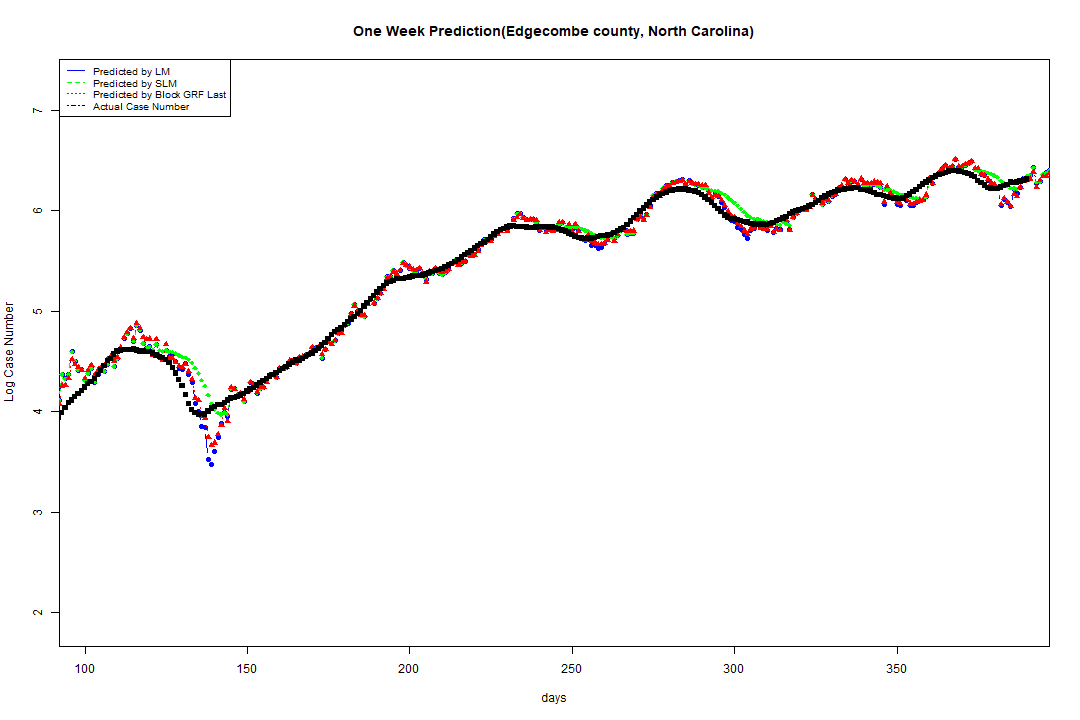 One Week Prediction(Edgecombe county, North Carolina)
Predicted by LM
Predicted by SLM
Predicted by Block GRF Last
Actual Case Number
7
6
5
4
3
2
Log Case Number
100 150 200 250 300 350
days